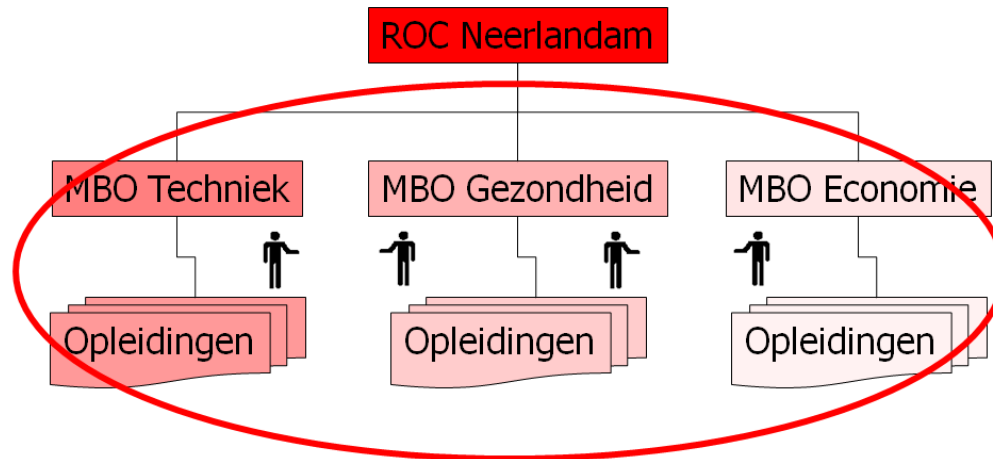 ROC Neerlandam
MBO Techniek
MBO Gezondheid
MBO Economie
Opleidingen
Opleidingen
Opleidingen